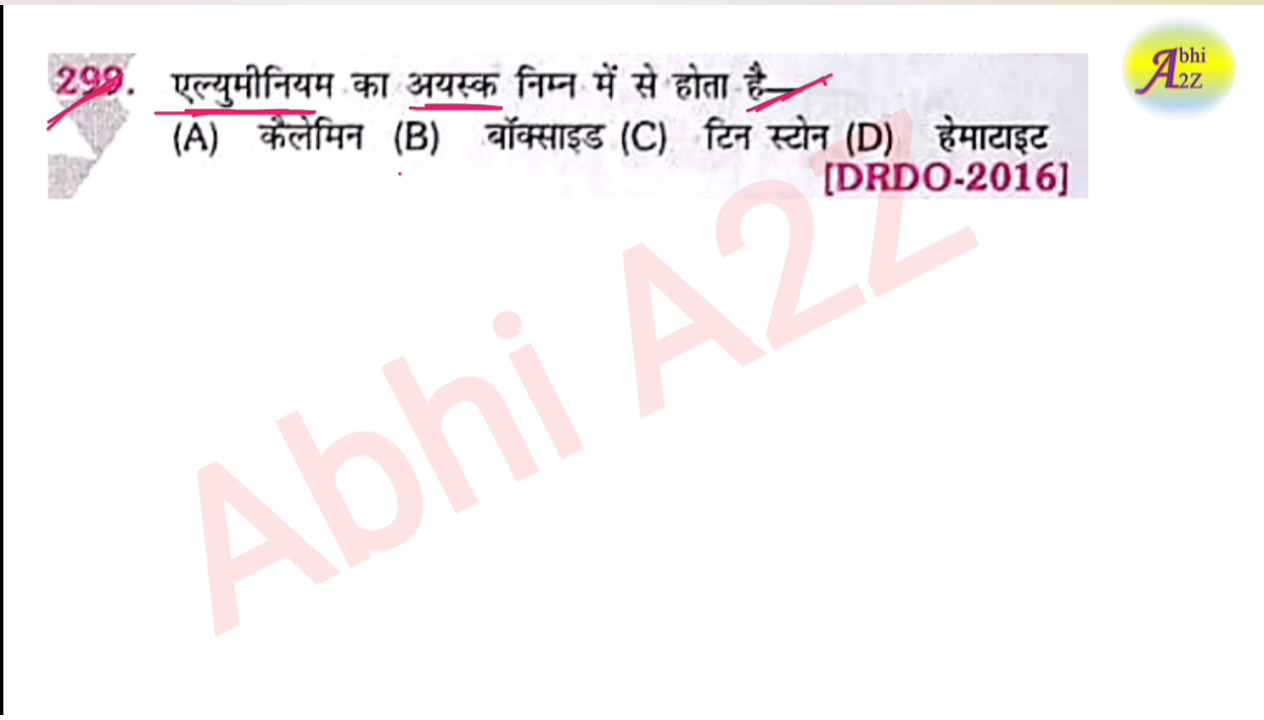 Abhi
A2Z
299. एल्युमीनियम का अयस्क निम्न में से होता है—
(A) कैलेमिन (B) बॉक्साइड (C) टिन स्टोन (D) हेमाटाइट
[DRDO-2016]
Abhi A2Z